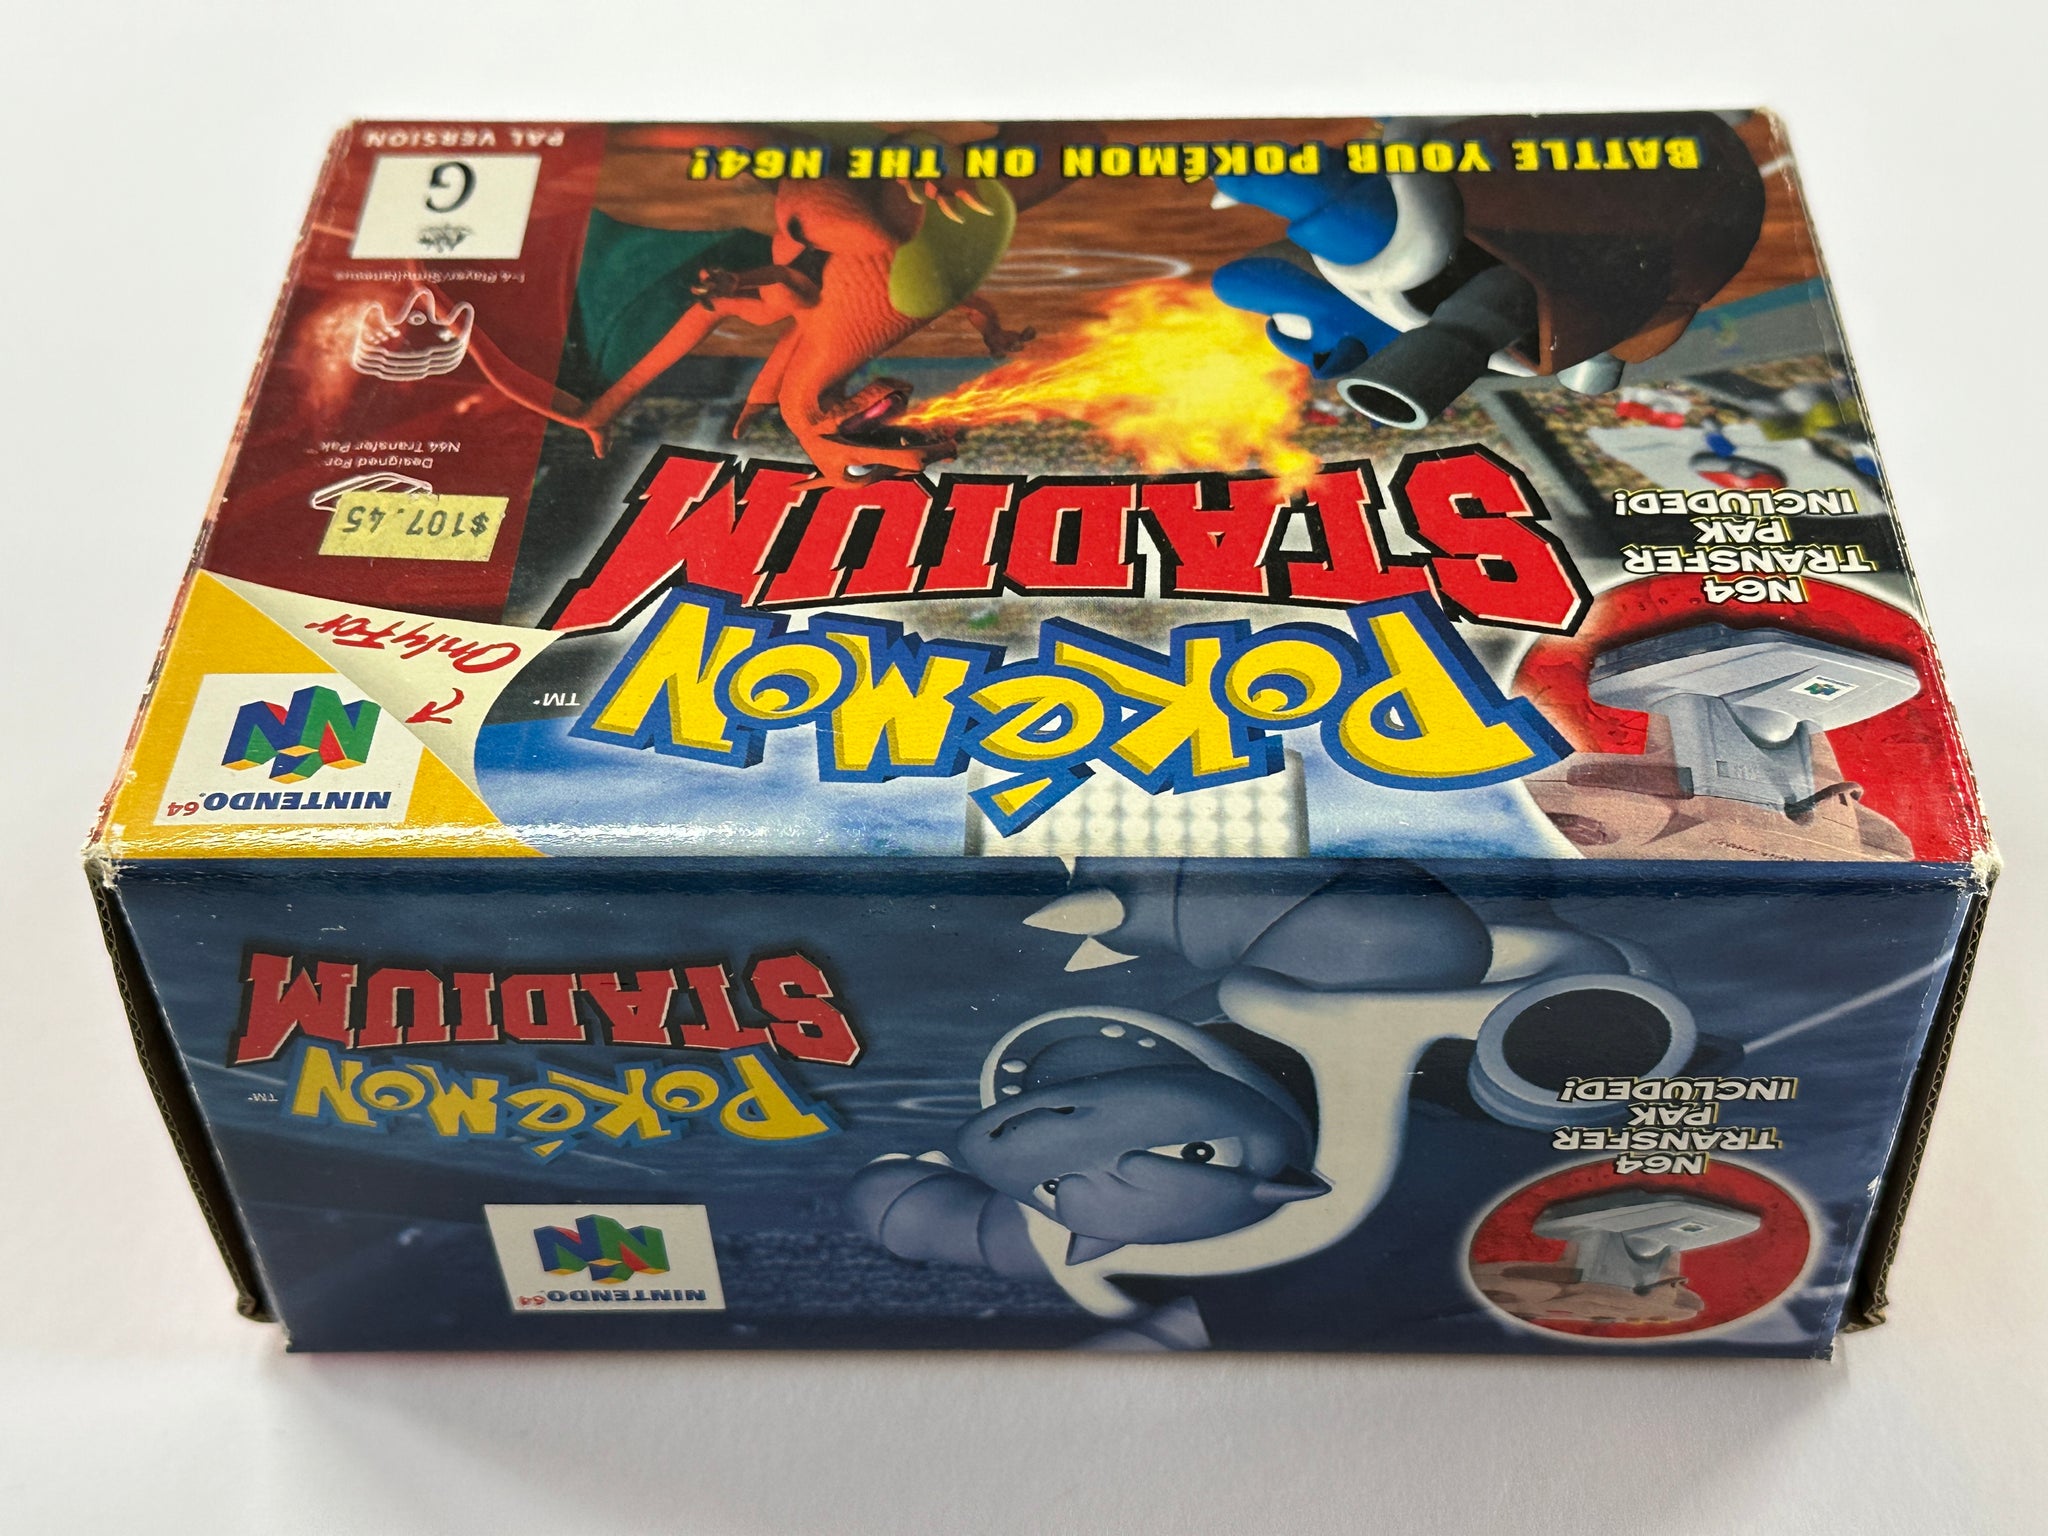 POKéMON
™
STADIUM
N64
TRANSFER
PAK
INCLUDED!
Only For
NINTENDO64
$107.45
Designed For
N64 Transfer Pak™
1-4 Player/Simultaneous
G
PAL VERSION
BATTLE YOUR POKÉMON ON THE N64!
N64
TRANSFER
PAK
INCLUDED!
NINTENDO64
POKéMON
™
STADIUM